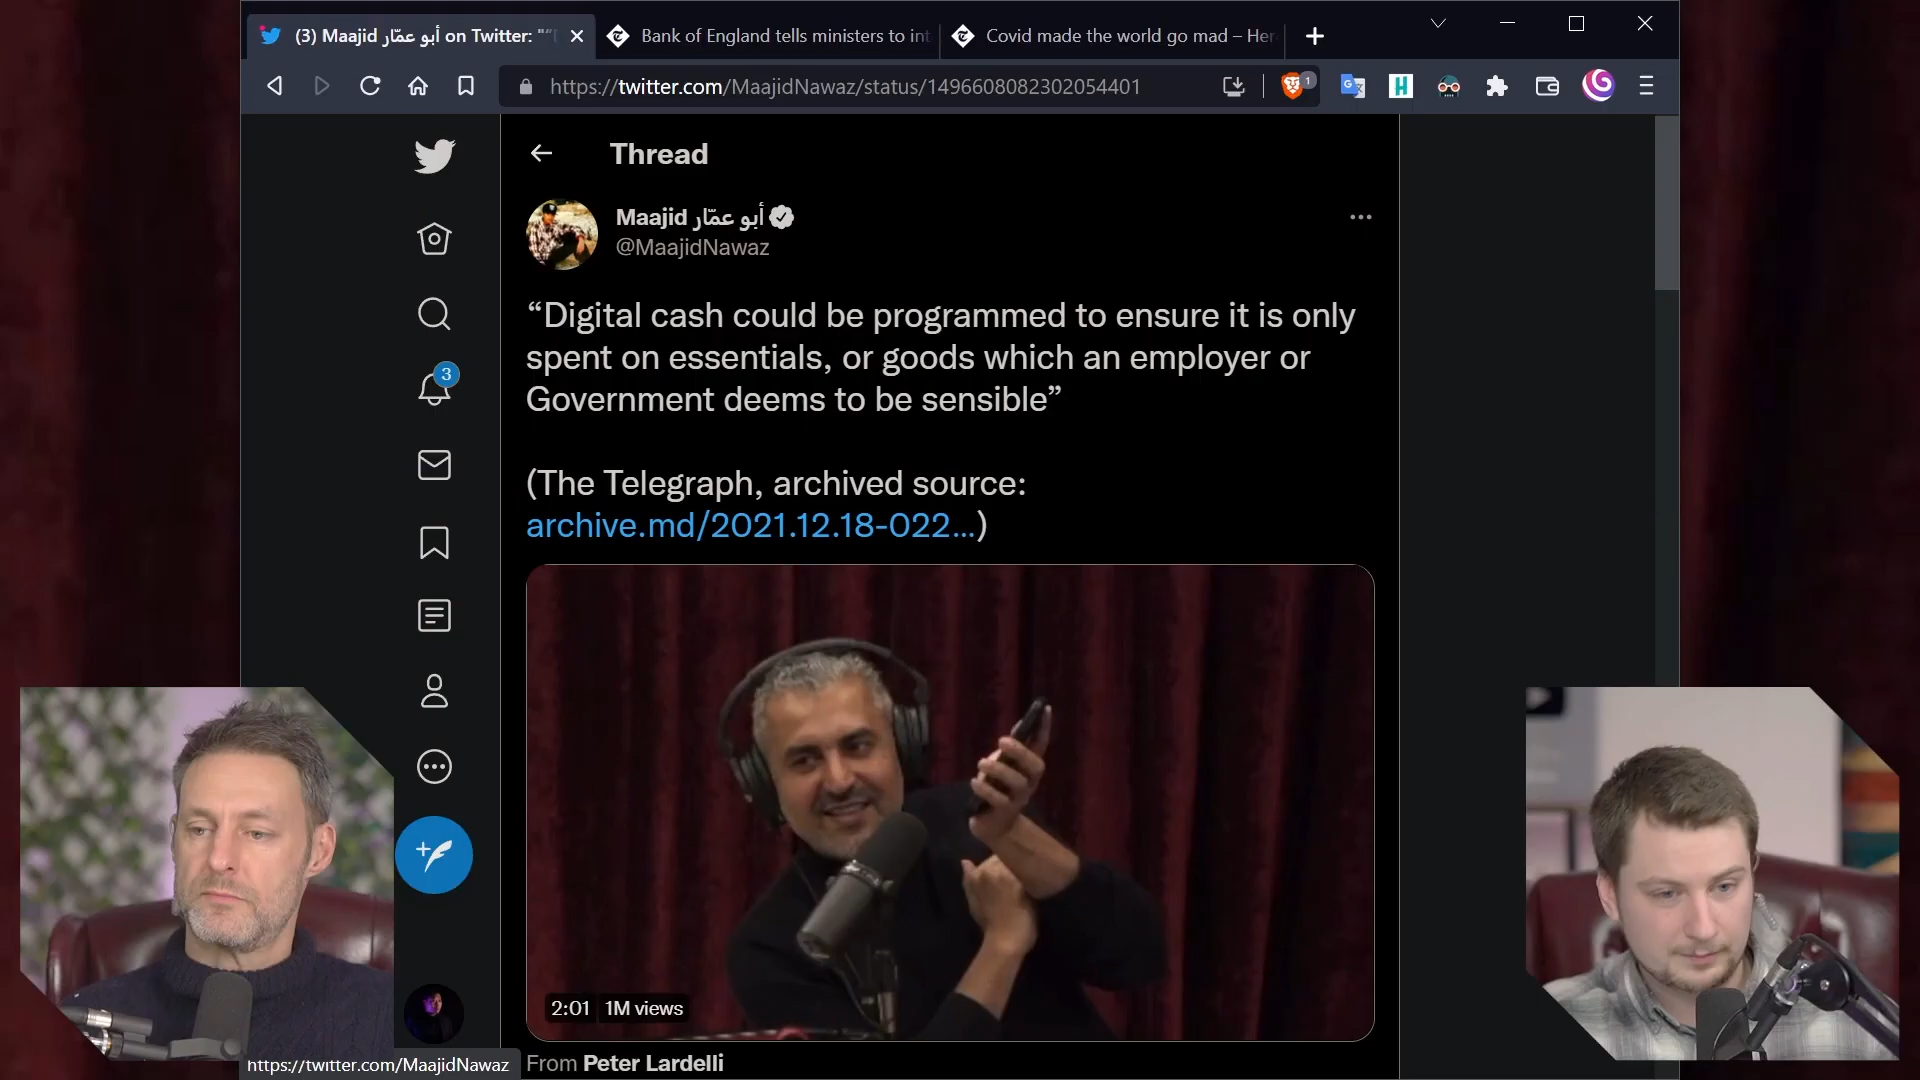 (3) Maajid أبو عمّار on Twitter: "“
Bank of England tells ministers to int
Covid made the world go mad – Her
https://twitter.com/MaajidNawaz/status/1496608082302054401
1
Thread
Maajid أبو عمّار
@MaajidNawaz
3
“Digital cash could be programmed to ensure it is only
spent on essentials, or goods which an employer or
Government deems to be sensible”
(The Telegraph, archived source:
archive.md/2021.12.18-022…)
2:01 1M views
From Peter Lardelli
https://twitter.com/MaajidNawaz